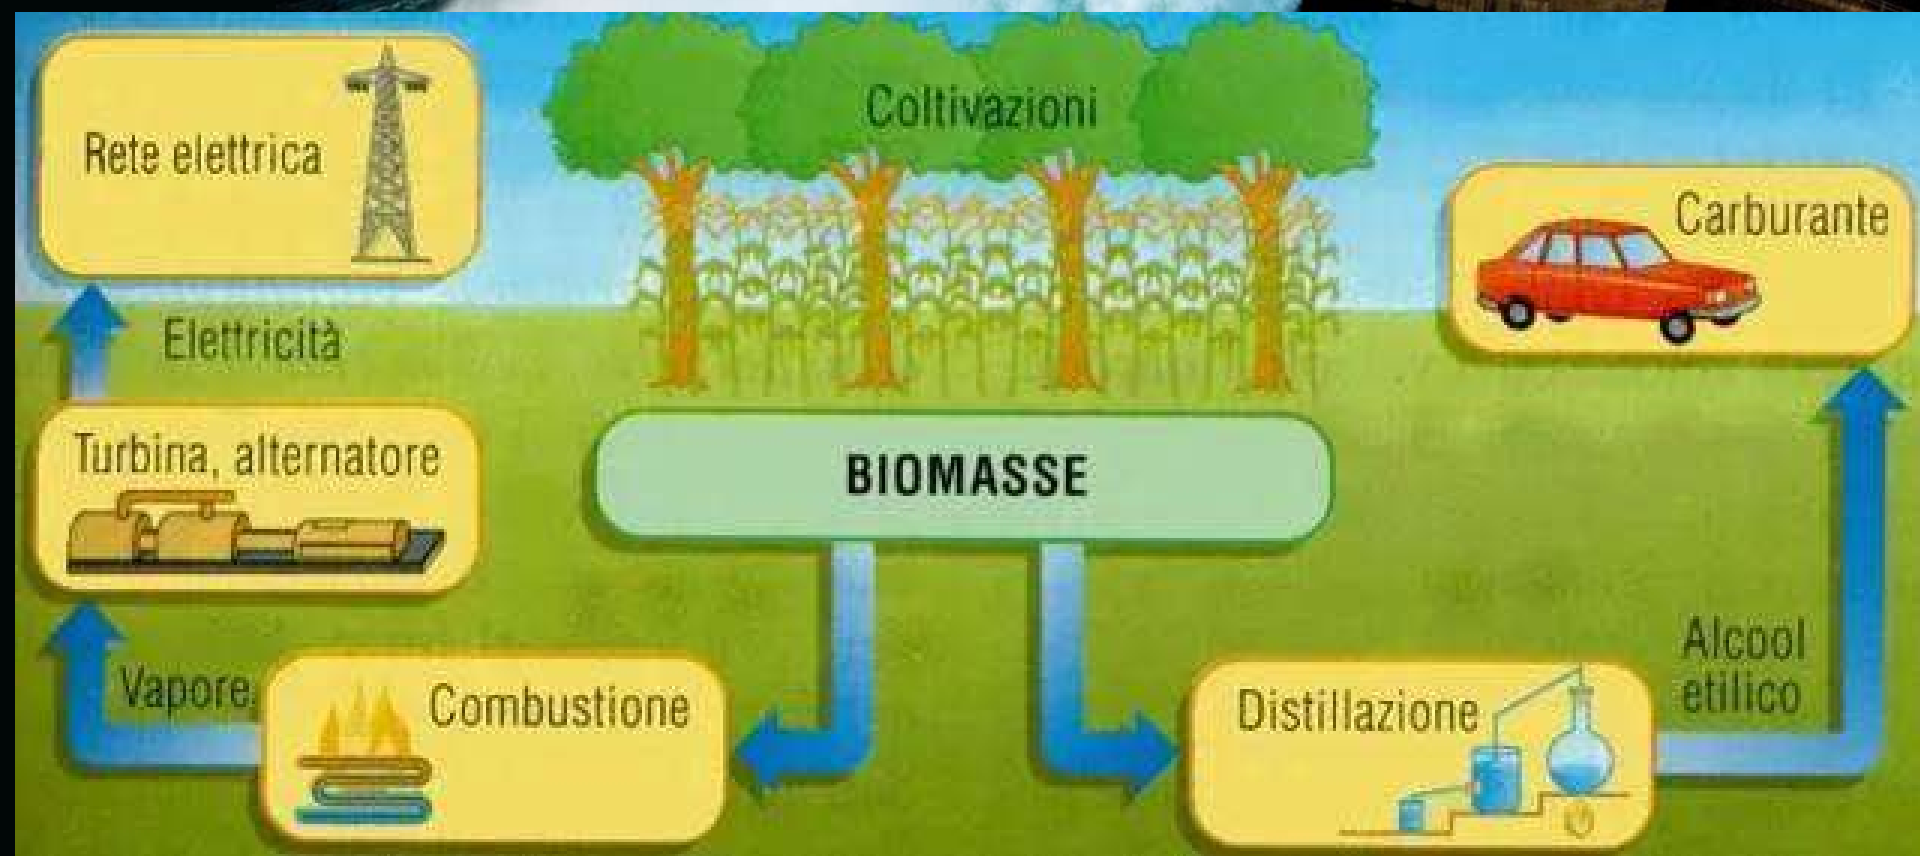 Rete elettrica
Coltivazioni
Carburante
Elettricità
Turbina, alternatore
BIOMASSE
Vapore
Combustione
Distillazione
Alcool
etilico